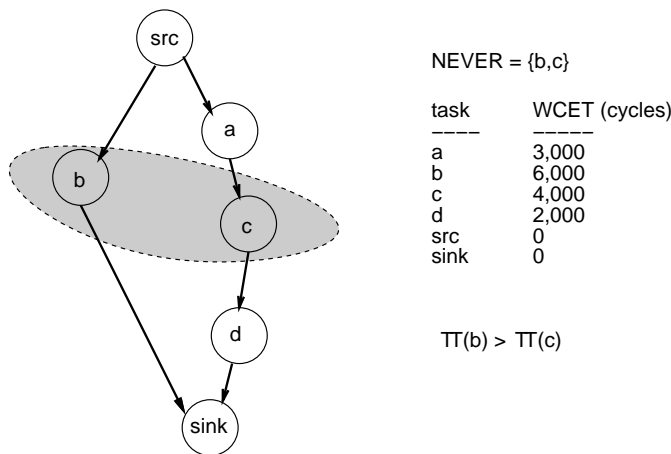 src
a
b
c
d
sink
NEVER = {b,c}
task WCET (cycles)
−−−− −−−−−
a 3,000
b 6,000
c 4,000
d 2,000
src 0
sink 0
TT(b) > TT(c)